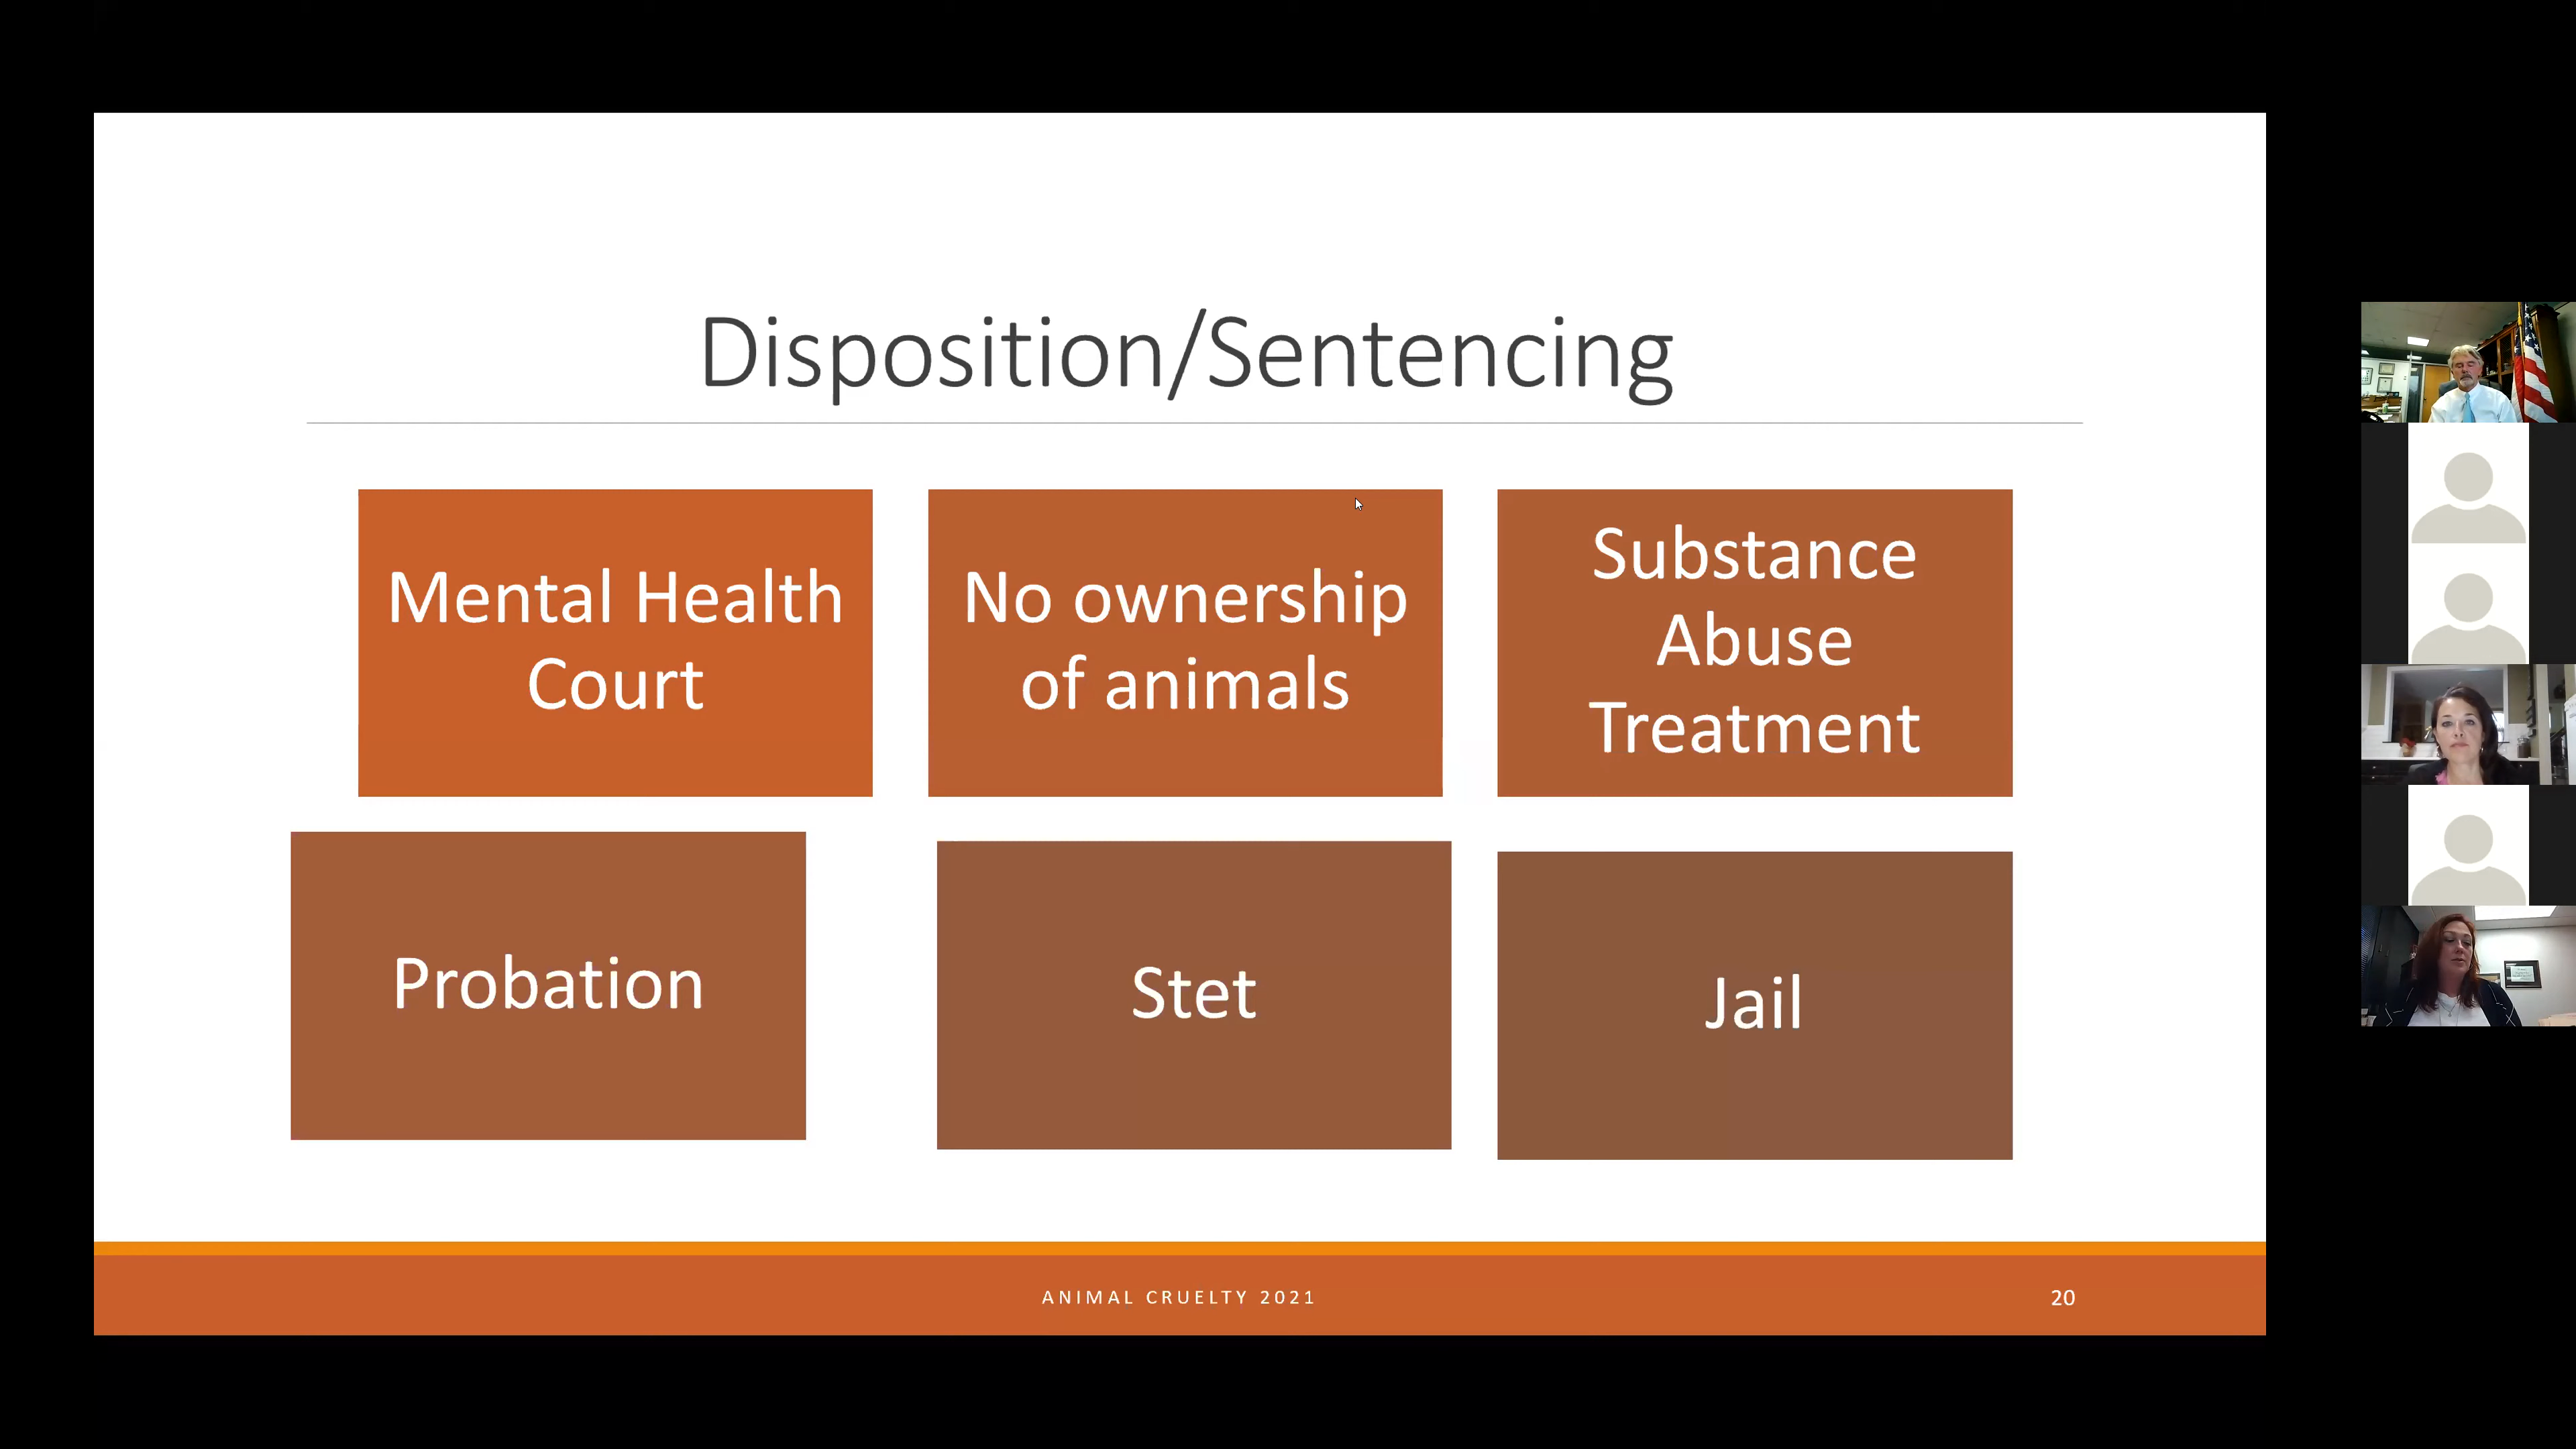 Disposition/Sentencing
Mental Health
Court
No ownership
of animals
Substance
Abuse
Treatment
Probation
Stet
Jail
ANIMAL CRUELTY 2021
20